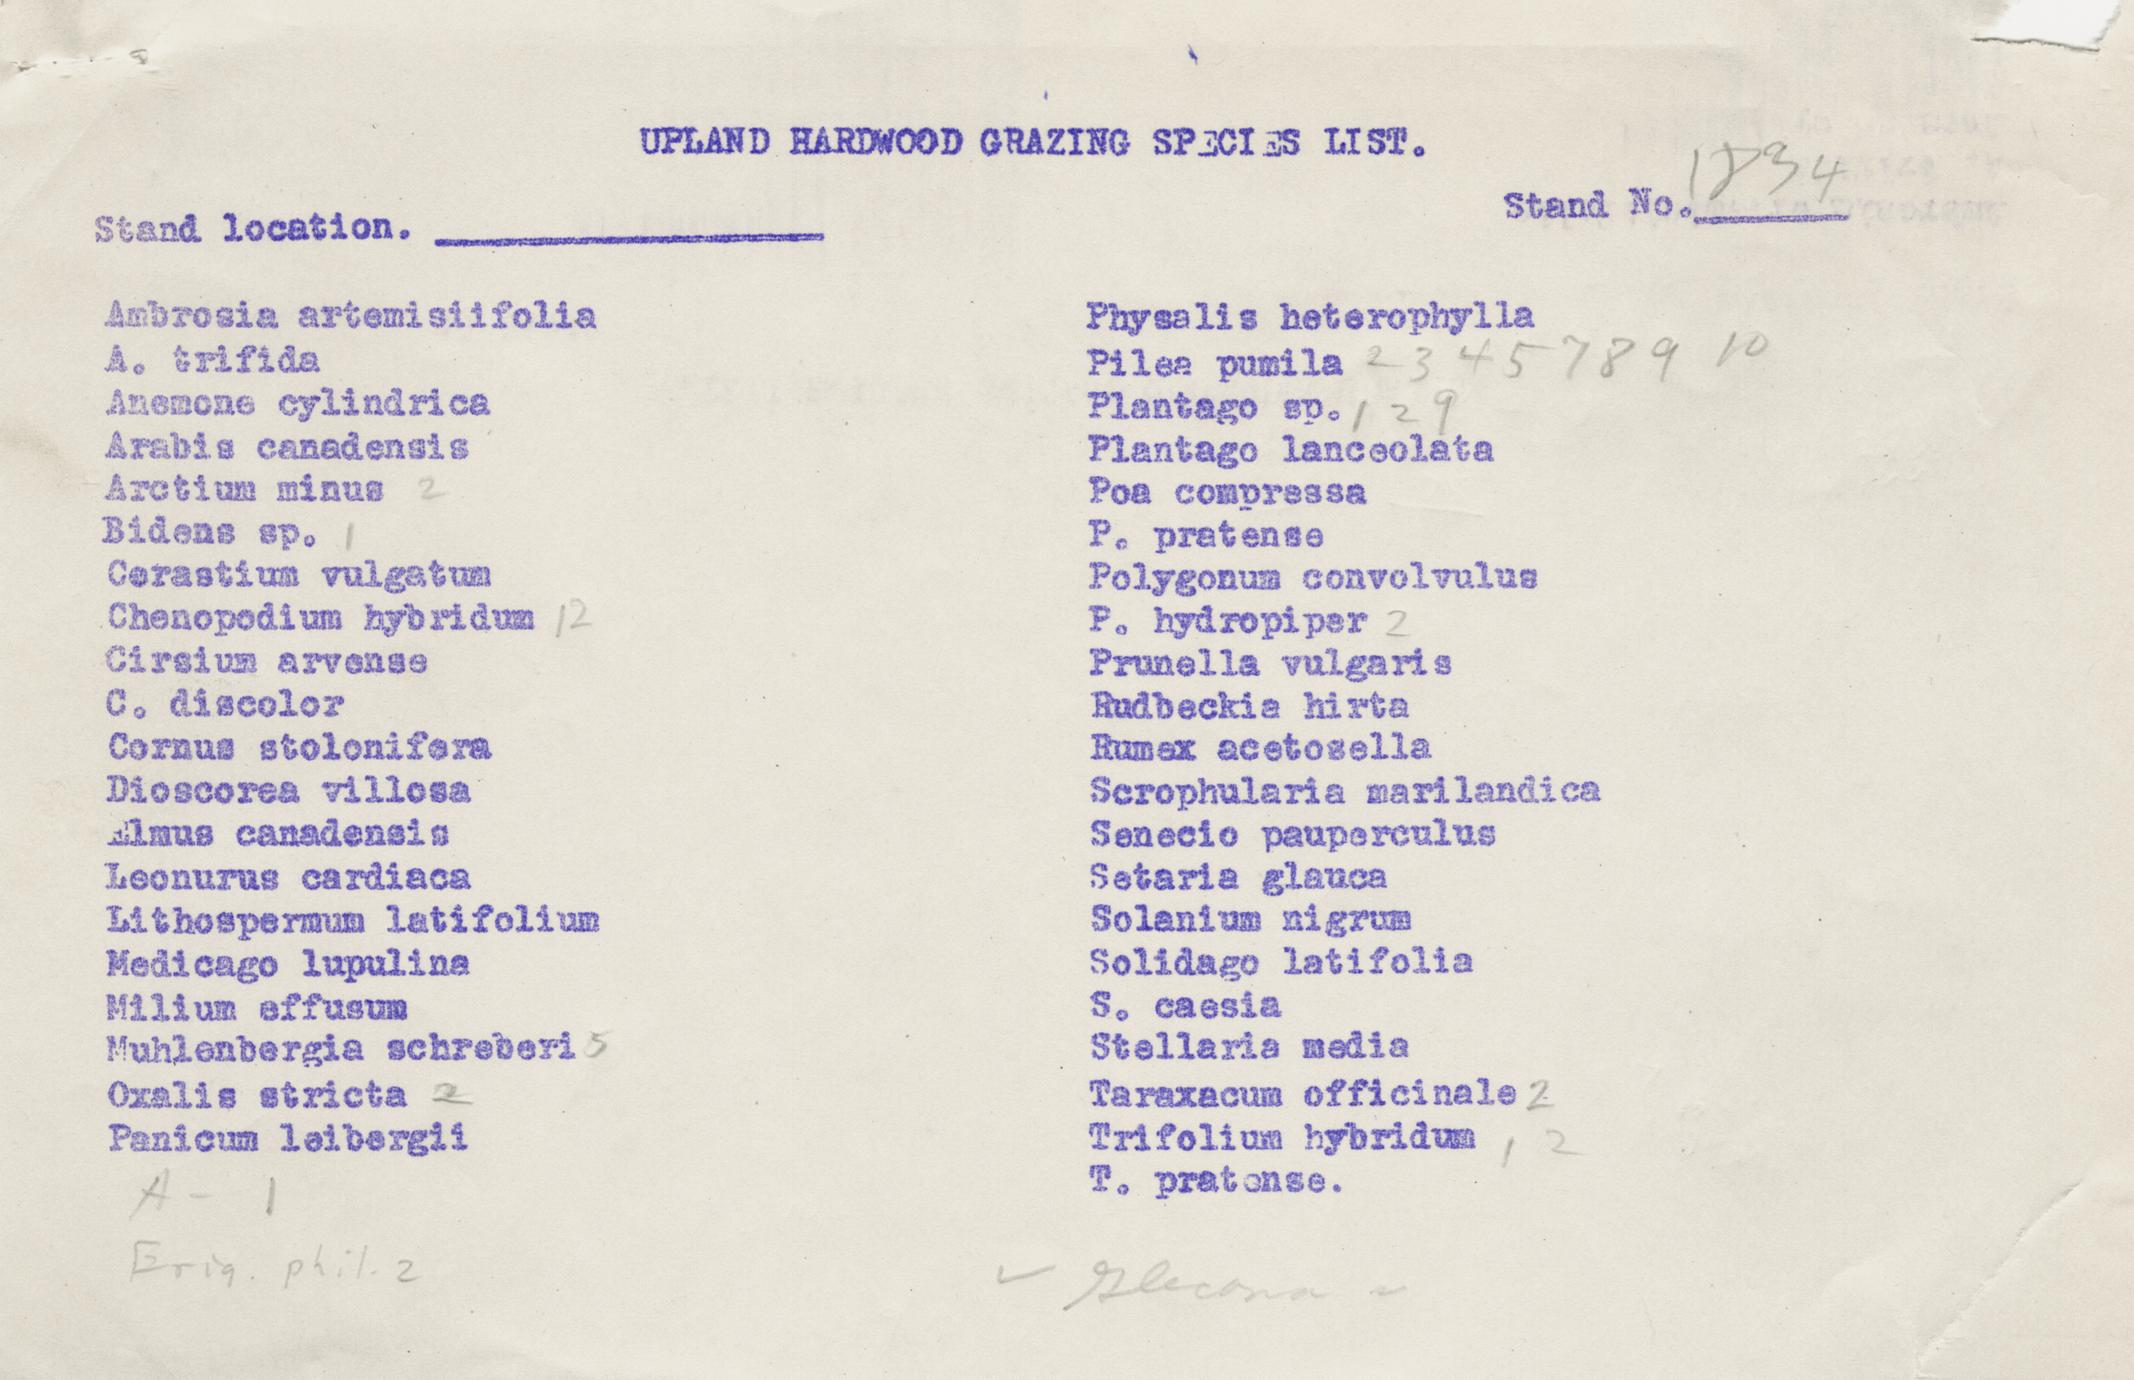 UPLAND HARDWOOD GRAZING SPECIES LIST.
Stand No. 1834
Stand location.
Ambrosia artemisiifolia
A. trifida
Anemone cylindrica
Arabis canadensis
Arctium minus 2
Bidens sp. 1
Cerastium vulgatum
Chenopodium hybridum 12
Cirsium arvense
C. discolor
Cornus stolonifera
Dioscorea villosa
Elmus canadensis
Leonurus cardiaca
Lithospermum latifolium
Medicago lupulina
Milium effusum
Muhlenbergia schreberi 5
Oxalis stricta 2
Panicum leibergii
A - 1
Erig. phil. 2
Physalis heterophylla
Pilea pumila 2 3 4 5 7 8 9 10
Plantago sp. 1 2 9
Plantago lanceolata
Poa compressa
P. pratense
Polygonum convolvulus
P. hydropiper 2
Prunella vulgaris
Rudbeckia hirta
Rumex acetosella
Scrophularia marilandica
Senecio pauperculus
Setaria glauca
Solanium nigrum
Solidago latifolia
S. caesia
Stellaria media
Taraxacum officinale 2
Trifolium hybridum 1 2
T. pratense.
✓ Glecoma